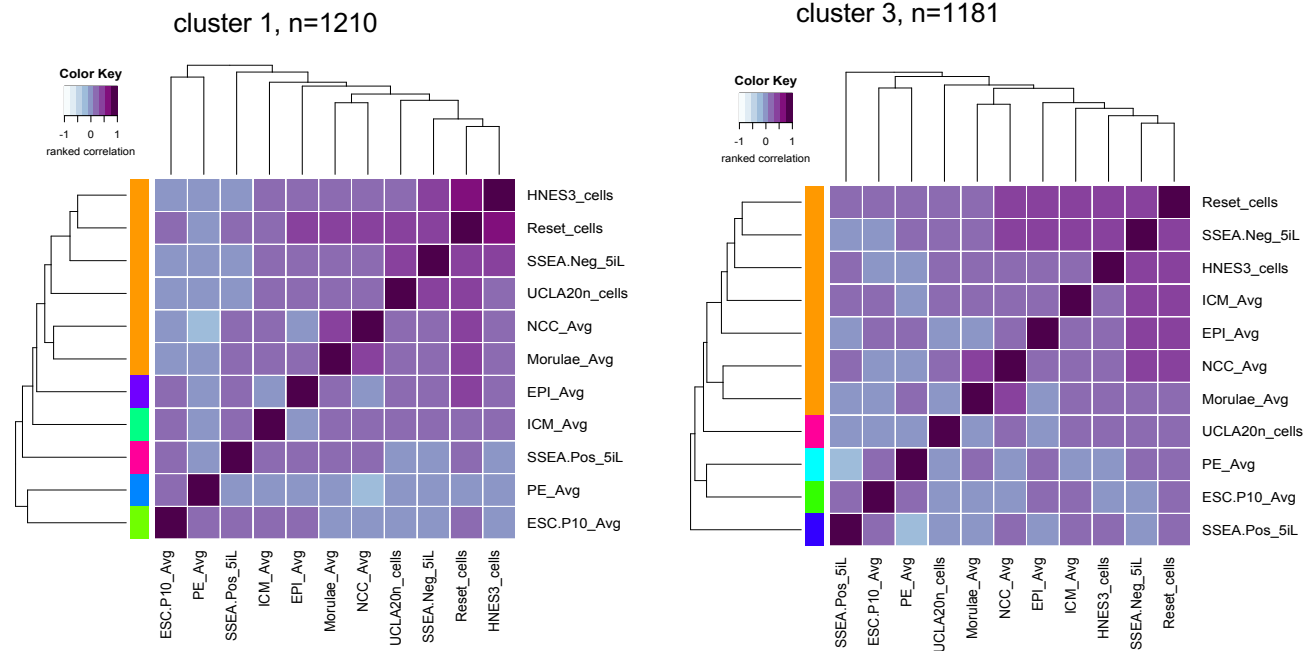 cluster 1, n=1210
Color Key
-1 0 1
ranked correlation
HNES3_cells
Reset_cells
SSEA.Neg_5iL
UCLA20n_cells
NCC_Avg
Morulae_Avg
EPI_Avg
ICM_Avg
SSEA.Pos_5iL
PE_Avg
ESC.P10_Avg
ESC.P10_Avg
PE_Avg
SSEA.Pos_5iL
ICM_Avg
EPI_Avg
Morulae_Avg
NCC_Avg
UCLA20n_cells
SSEA.Neg_5iL
Reset_cells
HNES3_cells
cluster 3, n=1181
Color Key
-1 0 1
ranked correlation
Reset_cells
SSEA.Neg_5iL
HNES3_cells
ICM_Avg
EPI_Avg
NCC_Avg
Morulae_Avg
UCLA20n_cells
PE_Avg
ESC.P10_Avg
SSEA.Pos_5iL
SSEA.Pos_5iL
ESC.P10_Avg
PE_Avg
UCLA20n_cells
Morulae_Avg
NCC_Avg
EPI_Avg
ICM_Avg
HNES3_cells
SSEA.Neg_5iL
Reset_cells